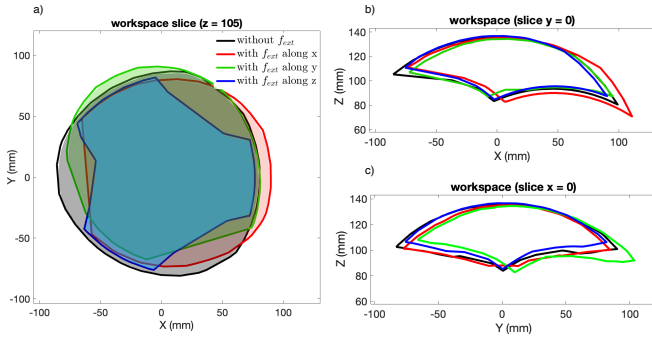 a)
workspace slice (z = 105)
without f_ext
with f_ext along x
with f_ext along y
with f_ext along z
100
50
0
-50
-100
Y (mm)
-100
-50
0
50
100
X (mm)
b)
workspace (slice y = 0)
140
120
100
80
60
Z (mm)
-100
-50
0
50
100
X (mm)
c)
workspace (slice x = 0)
140
120
100
80
60
Z (mm)
-100
-50
0
50
100
Y (mm)